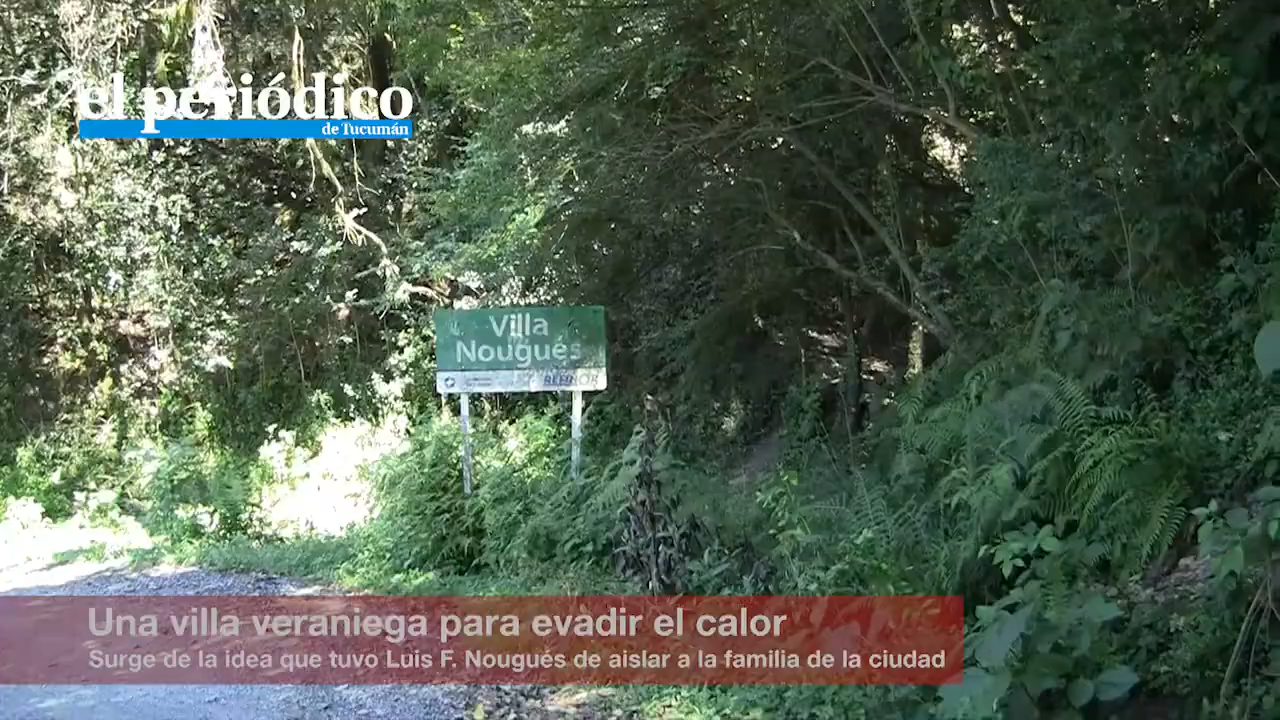 el periódico
de Tucumán
Villa
Nougués
Una villa veraniega para evadir el calor
Surge de la idea que tuvo Luis F. Nougués de aislar a la familia de la ciudad